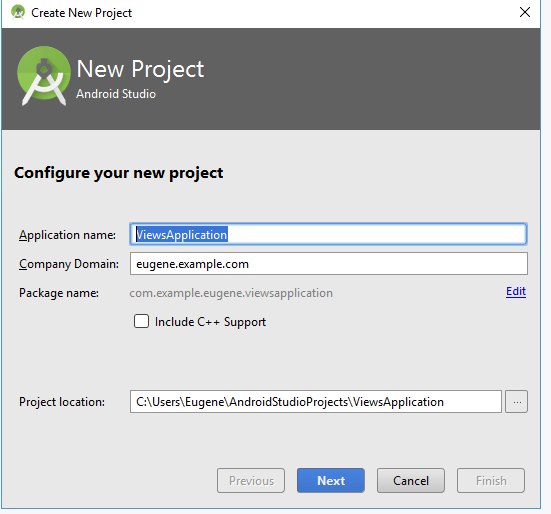 Create New Project
New Project
Android Studio
Configure your new project
Application name: ViewsApplication
Company Domain: eugene.example.com
Package name: com.example.eugene.viewsapplication Edit
Include C++ Support
Project location: C:\Users\Eugene\AndroidStudioProjects\ViewsApplication ...
Previous Next Cancel Finish